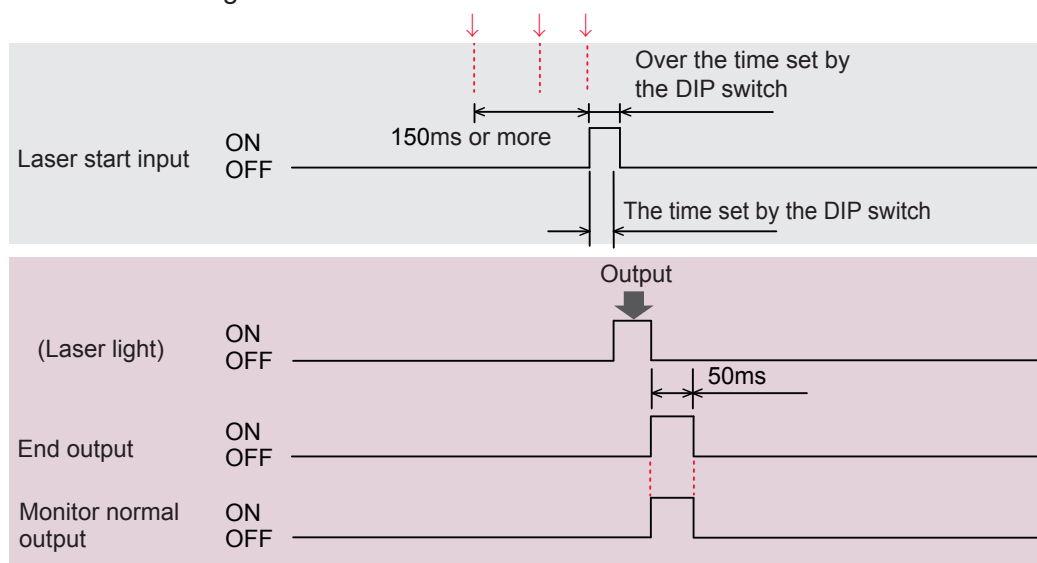 Over the time set by
the DIP switch
150ms or more
Laser start input
ON
OFF
The time set by the DIP switch
Output
(Laser light)
ON
OFF
50ms
End output
ON
OFF
Monitor normal
output
ON
OFF